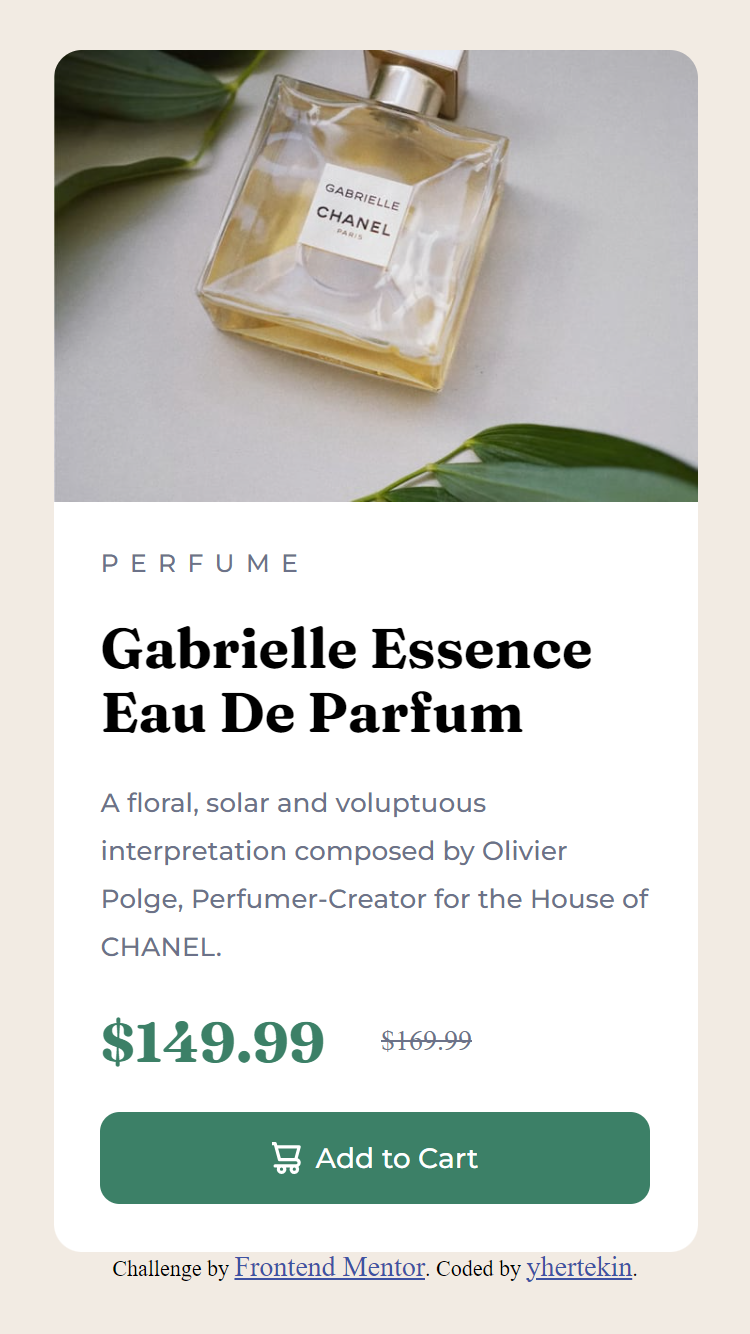 GABRIELLE
CHANEL
PARIS
PERFUME
Gabrielle Essence
Eau De Parfum
A floral, solar and voluptuous
interpretation composed by Olivier
Polge, Perfumer-Creator for the House of
CHANEL.
$149.99 $169.99
Add to Cart
Challenge by Frontend Mentor. Coded by yhertekin.